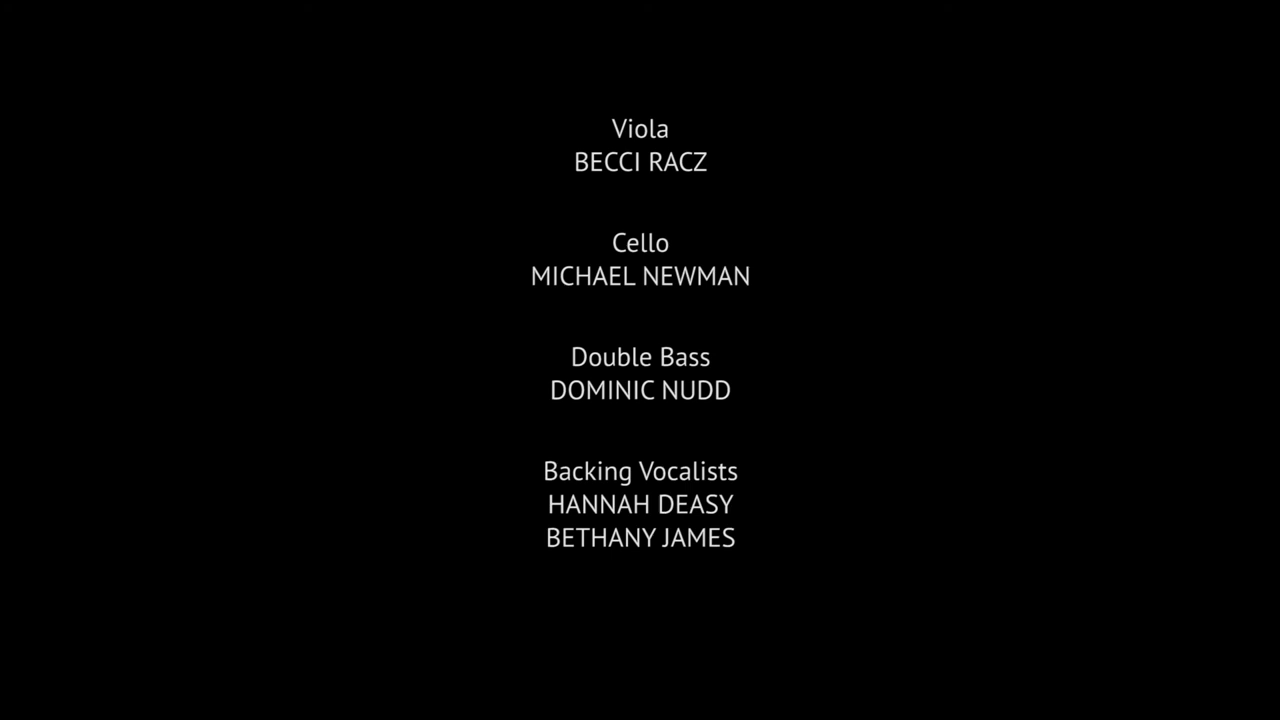 Viola
BECCI RACZ
Cello
MICHAEL NEWMAN
Double Bass
DOMINIC NUDD
Backing Vocalists
HANNAH DEASY
BETHANY JAMES